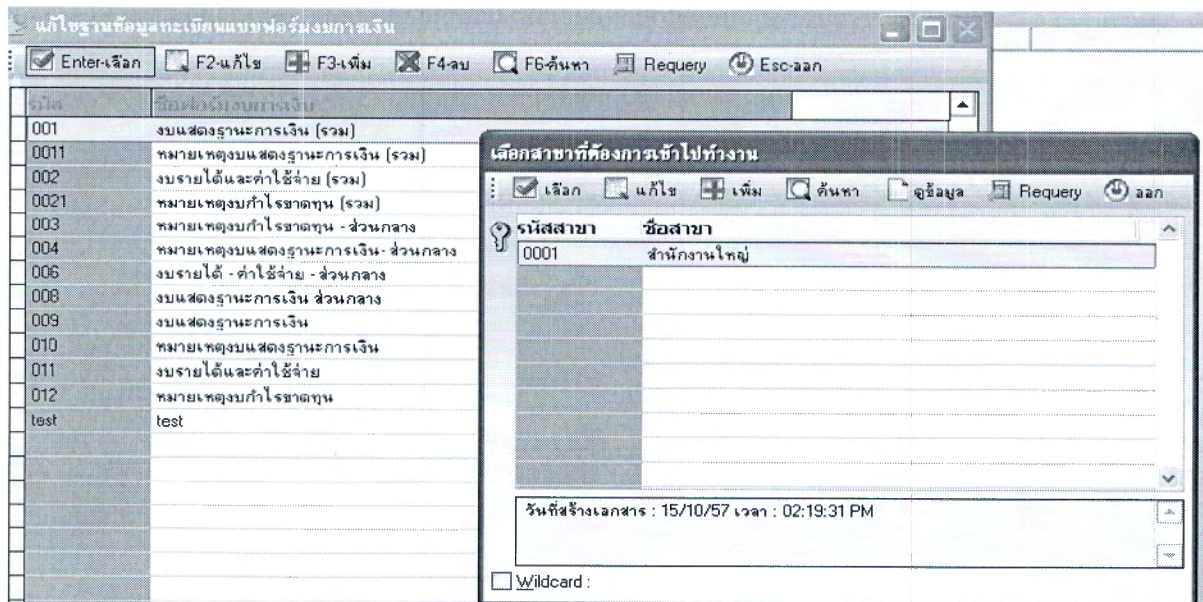 แก้ไขฐานข้อมูลทะเบียนแบบฟอร์มงบการเงิน
Enter-เลือก F2-แก้ไข F3-เพิ่ม F4-ลบ F6-ค้นหา Requery Esc-ออก
รหัส ชื่อฟอร์มงบการเงิน
001 งบแสดงฐานะการเงิน (รวม)
0011 หมายเหตุงบแสดงฐานะการเงิน (รวม)
002 งบรายได้และค่าใช้จ่าย (รวม)
0021 หมายเหตุงบกำไรขาดทุน (รวม)
003 หมายเหตุงบกำไรขาดทุน - ส่วนกลาง
004 หมายเหตุงบแสดงฐานะการเงิน- ส่วนกลาง
006 งบรายได้ - ค่าใช้จ่าย - ส่วนกลาง
008 งบแสดงฐานะการเงิน ส่วนกลาง
009 งบแสดงฐานะการเงิน
010 หมายเหตุงบแสดงฐานะการเงิน
011 งบรายได้และค่าใช้จ่าย
012 หมายเหตุงบกำไรขาดทุน
test test
เลือกสาขาที่ต้องการเข้าไปทำงาน
เลือก แก้ไข เพิ่ม ค้นหา ดูข้อมูล Requery ออก
รหัสสาขา ชื่อสาขา
0001 สำนักงานใหญ่
วันที่สร้างเอกสาร : 15/10/57 เวลา : 02:19:31 PM
Wildcard :